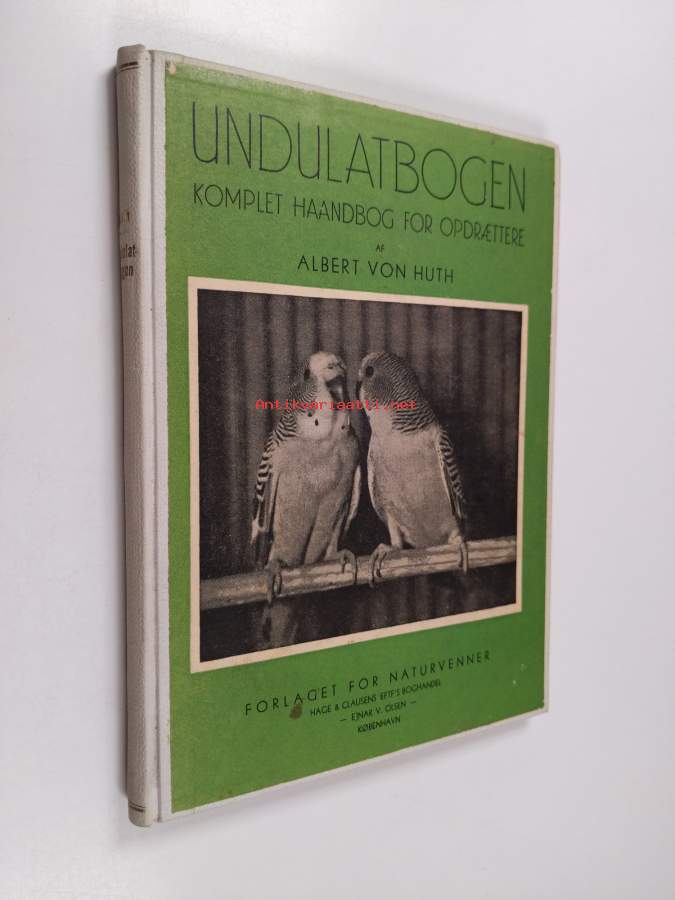 UNDULATBOGEN
KOMPLET HAANDBOG FOR OPDRÆTTERE
AF
ALBERT VON HUTH
Antikvariaatti.net
FORLAGET FOR NATURVENNER
HAGE & CLAUSENS EFTF'S BOGHANDEL
— EJNAR V. OLSEN —
KØBENHAVN